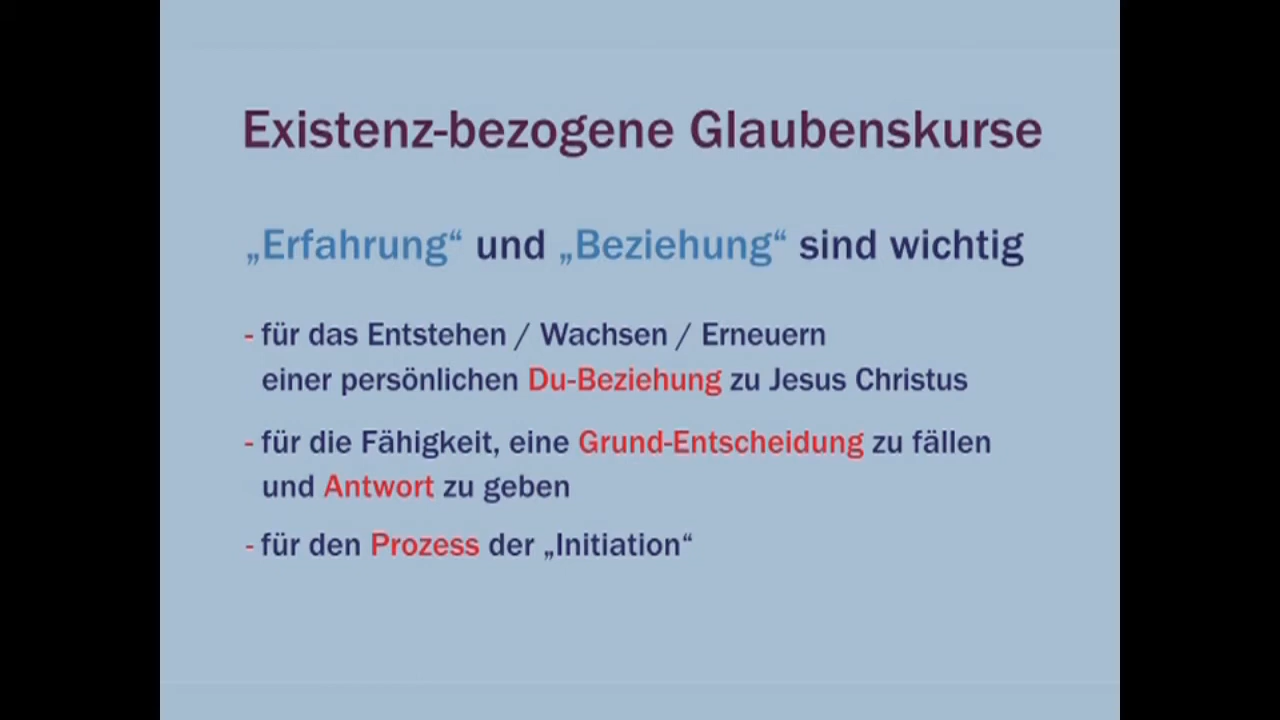 Existenz-bezogene Glaubenskurse
„Erfahrung“ und „Beziehung“ sind wichtig
- für das Entstehen / Wachsen / Erneuern
einer persönlichen Du-Beziehung zu Jesus Christus
- für die Fähigkeit, eine Grund-Entscheidung zu fällen
und Antwort zu geben
- für den Prozess der „Initiation“